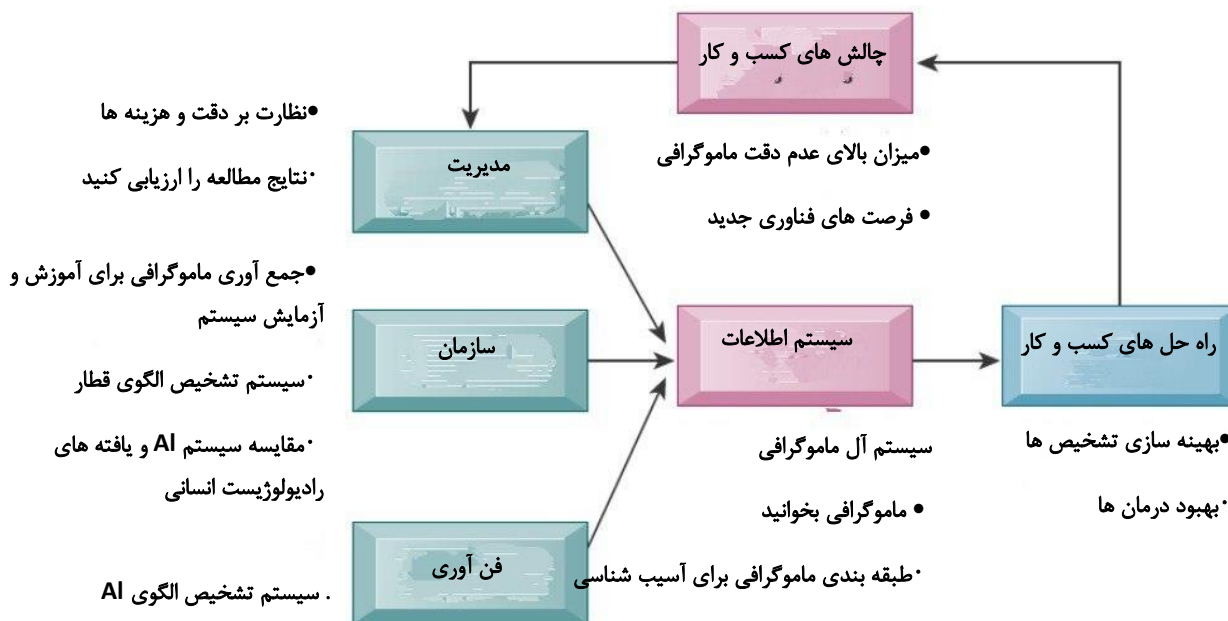 چالش های کسب و کار
•میزان بالای عدم دقت ماموگرافی
• فرصت های فناوری جدید
مدیریت
•نظارت بر دقت و هزینه ها
·نتایج مطالعه را ارزیابی کنید
سازمان
•جمع آوری ماموگرافی برای آموزش و
آزمایش سیستم
·سیستم تشخیص الگوی قطار
·مقایسه سیستم AI و یافته های
رادیولوژیست انسانی
فن آوری
. سیستم تشخیص الگوی AI
سیستم اطلاعات
سیستم آل ماموگرافی
• ماموگرافی بخوانید
·طبقه بندی ماموگرافی برای آسیب شناسی
راه حل های کسب و کار
•بهینه سازی تشخیص ها
·بهبود درمان ها